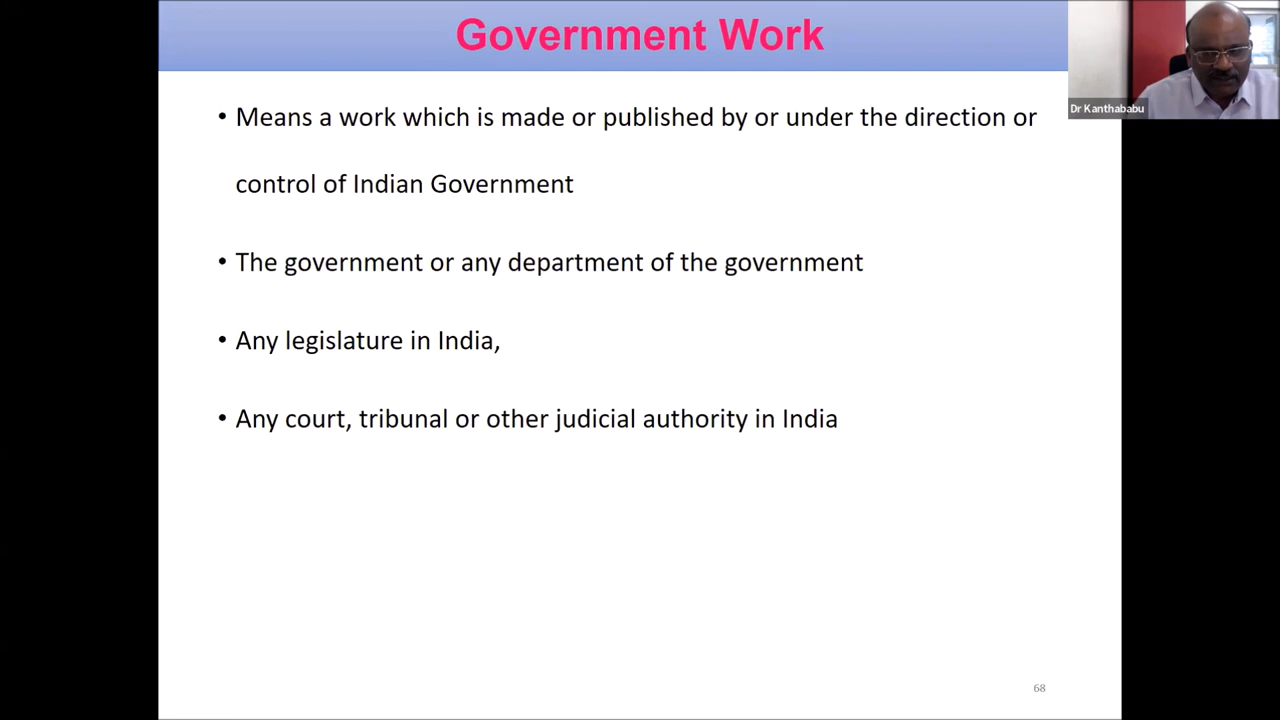 Government Work
Dr Kanthababu
• Means a work which is made or published by or under the direction or
control of Indian Government
• The government or any department of the government
• Any legislature in India,
• Any court, tribunal or other judicial authority in India
68